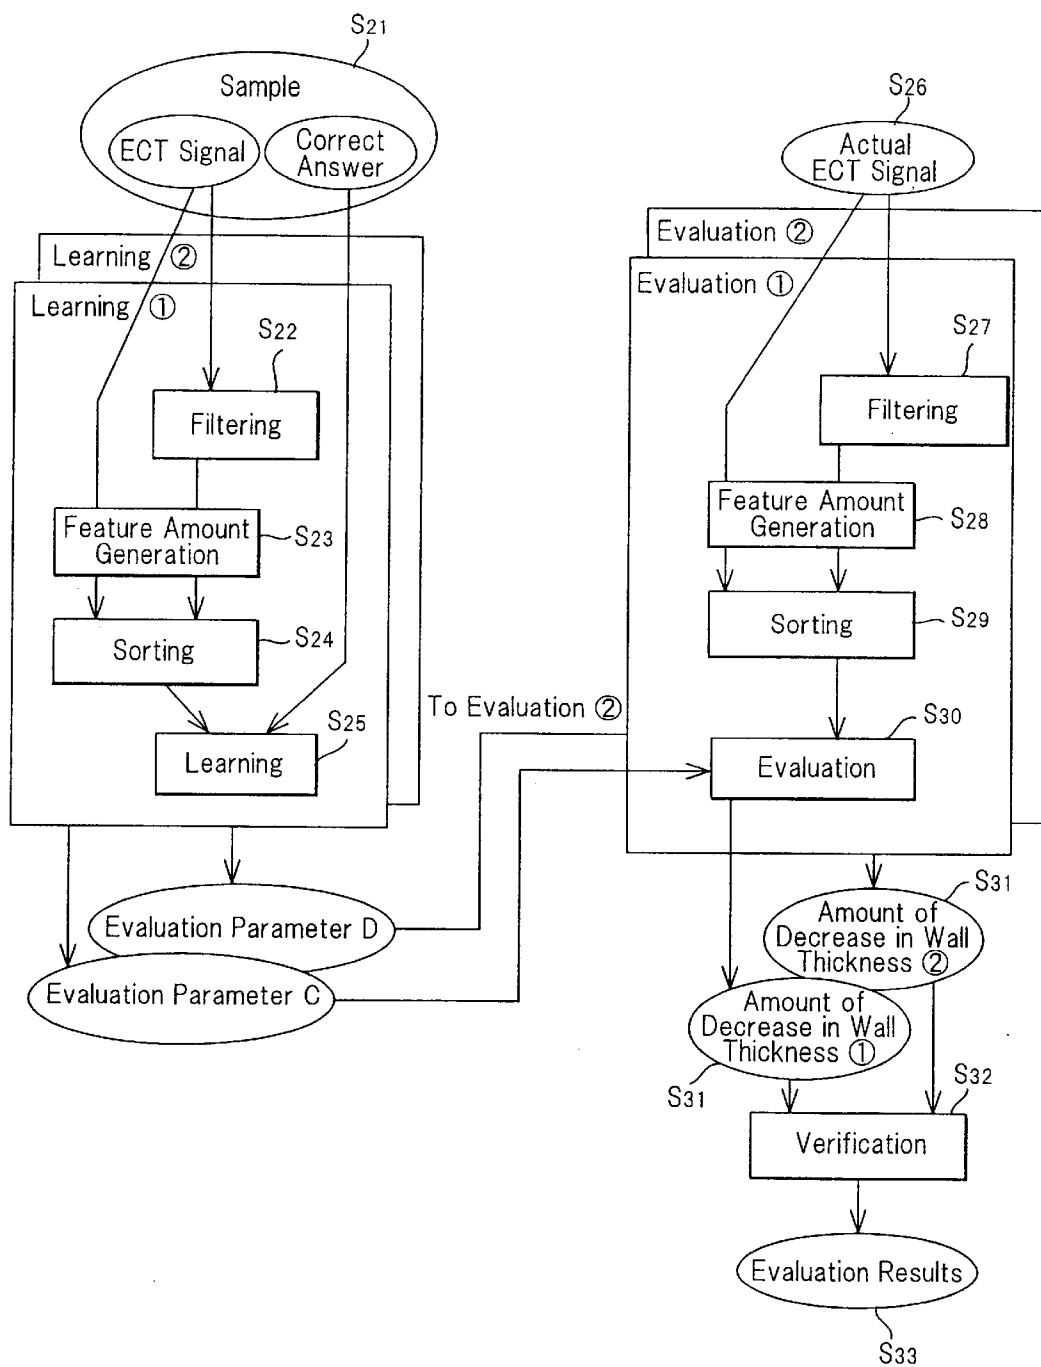 S21
Sample
ECT Signal
Correct
Answer
Learning ②
Learning ①
S22
Filtering
Feature Amount
Generation
S23
Sorting
S24
S25
Learning
Evaluation Parameter D
Evaluation Parameter C
To Evaluation ②
S26
Actual
ECT Signal
Evaluation ②
Evaluation ①
S27
Filtering
Feature Amount
Generation
S28
Sorting
S29
S30
Evaluation
S31
Amount of
Decrease in Wall
Thickness ②
Amount of
Decrease in Wall
Thickness ①
S31
S32
Verification
Evaluation Results
S33